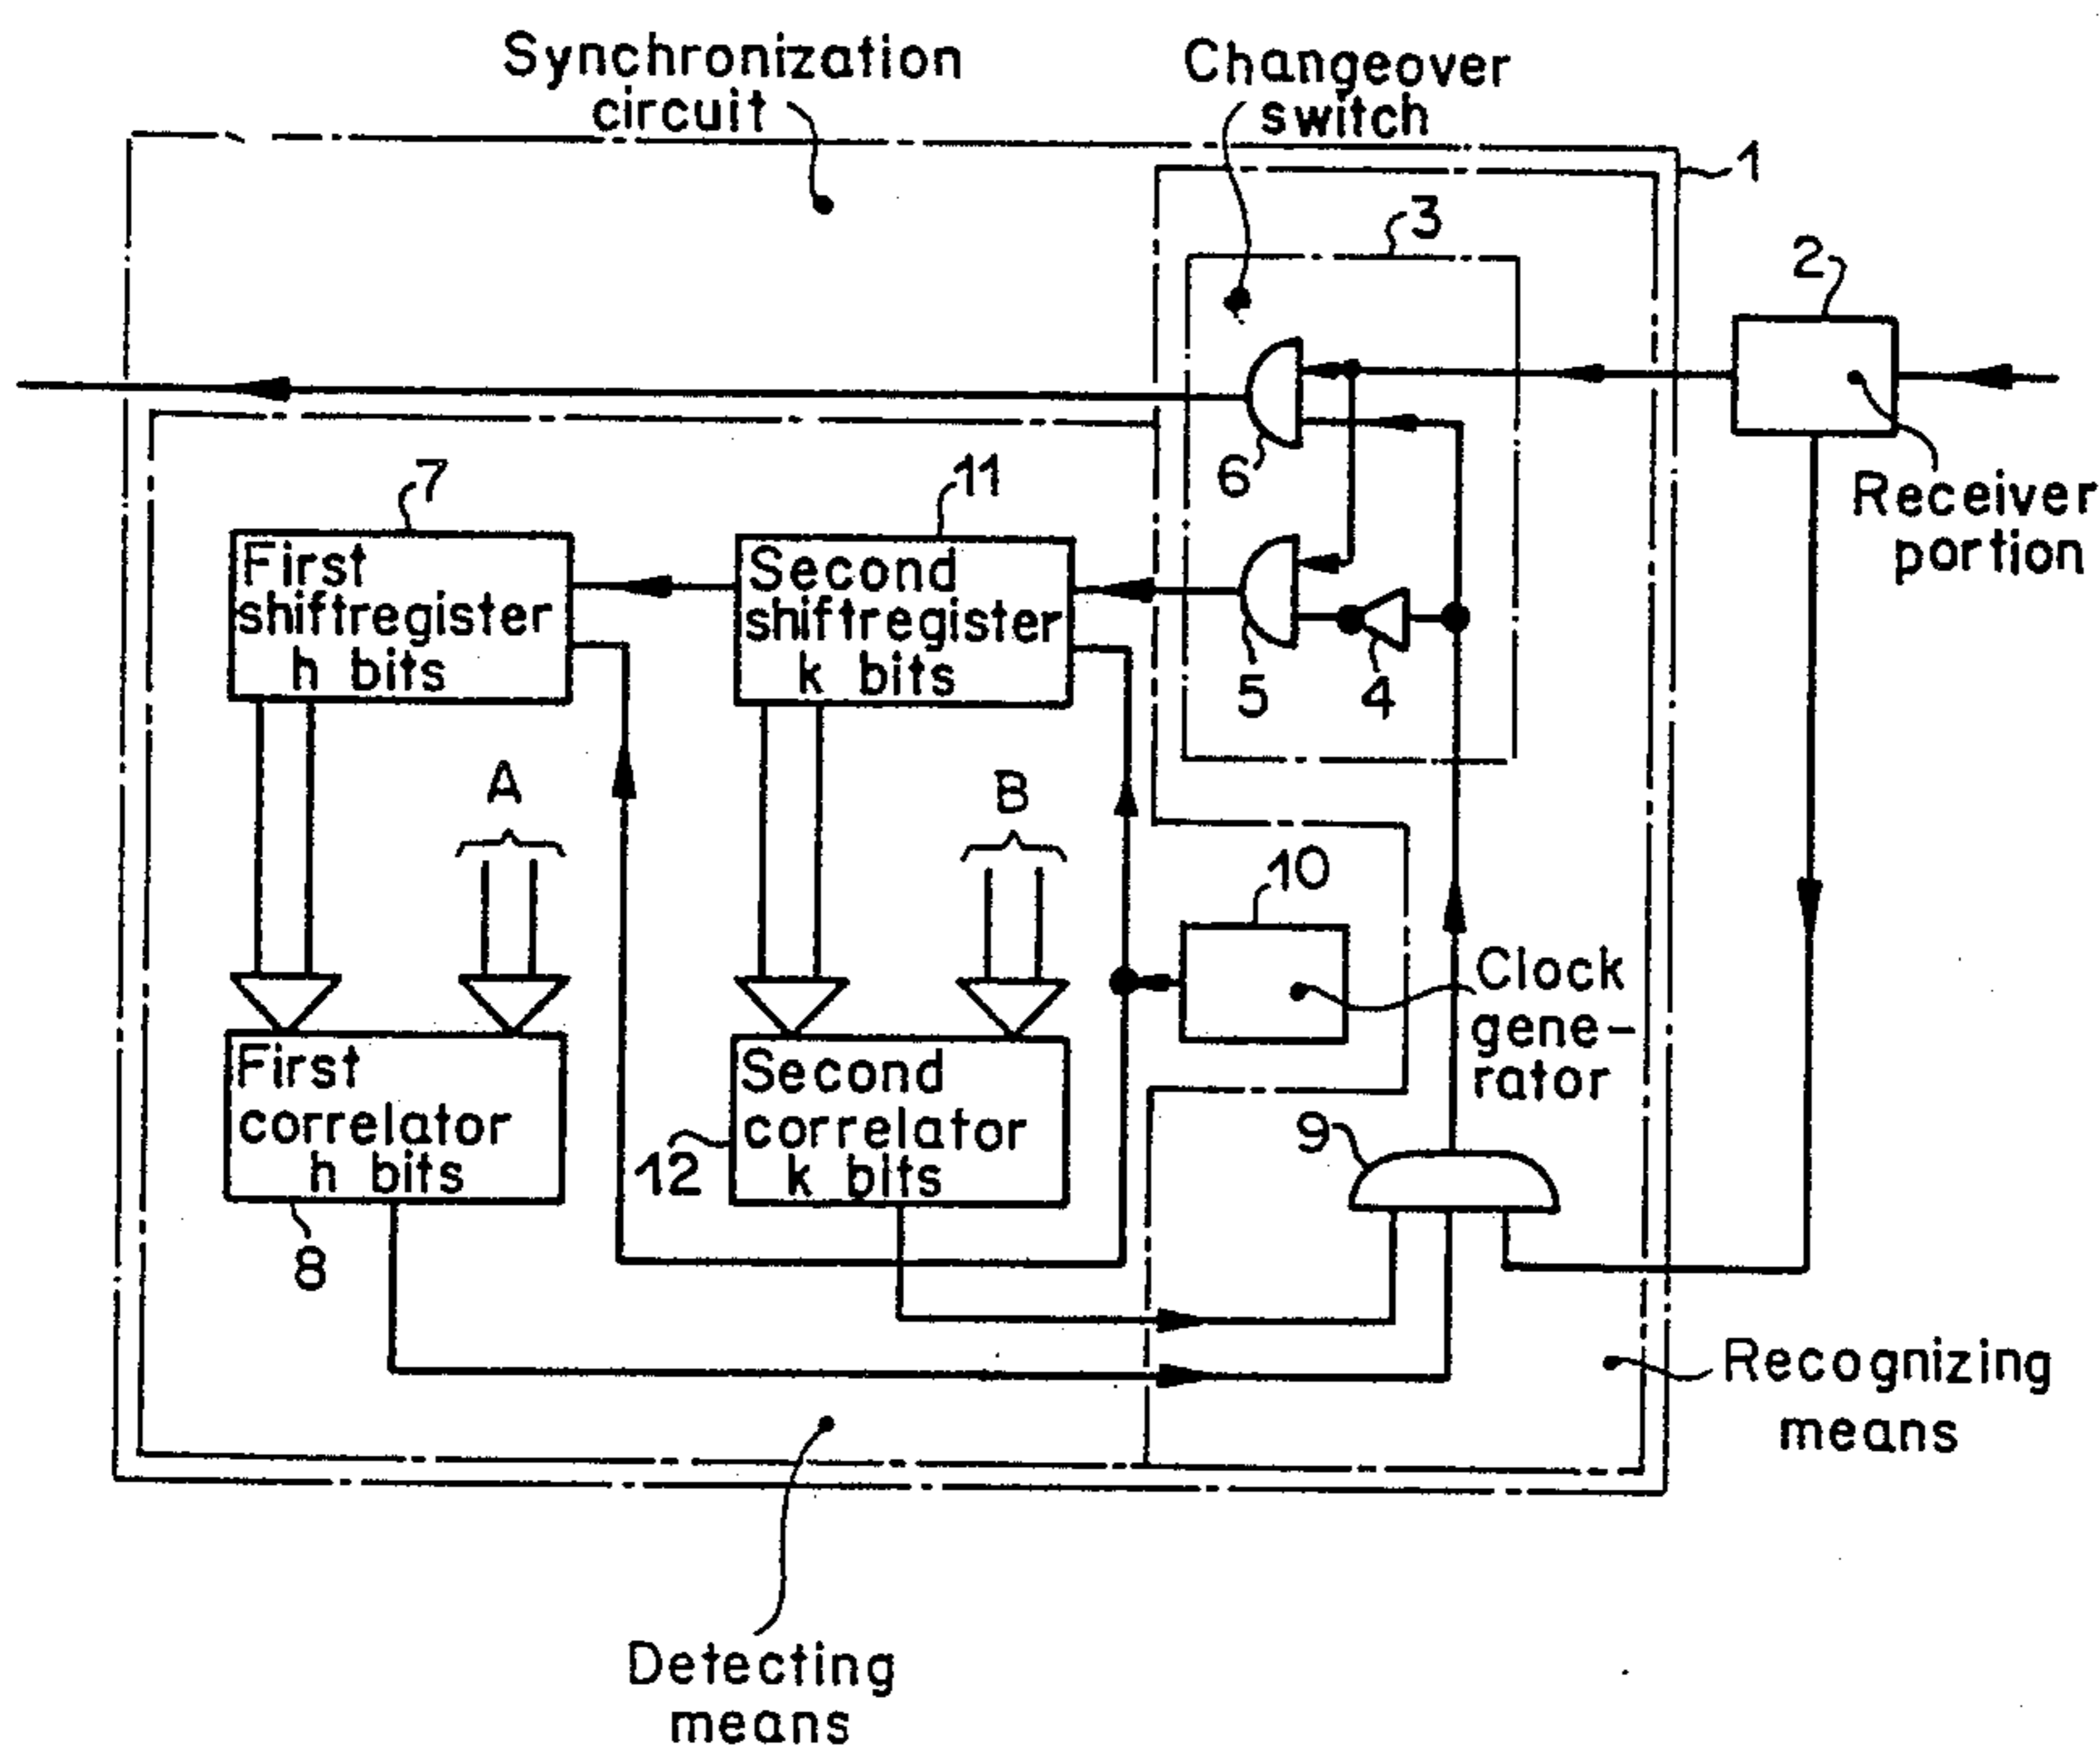 Synchronization
circuit
Changeover
switch
1
3
2
6
Receiver
portion
7
11
First
shiftregister
h bits
Second
shiftregister
k bits
5
4
A
B
10
Clock
gene-
rator
First
correlator
h bits
8
Second
correlator
k bits
12
9
Recognizing
means
Detecting
means